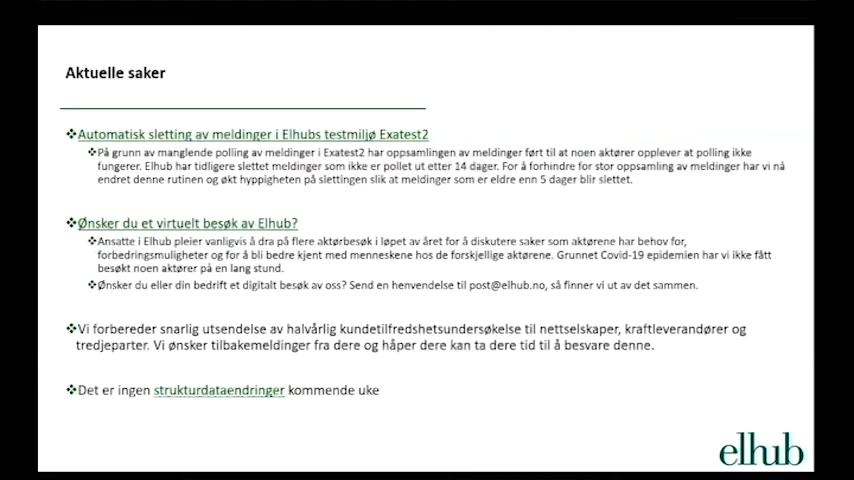 Aktuelle saker
❖Automatisk sletting av meldinger i Elhubs testmiljø Exatest2
❖På grunn av manglende polling av meldinger i Exatest2 har oppsamlingen av meldinger ført til at noen aktører opplever at polling ikke
fungerer. Elhub har tidligere slettet meldinger som ikke er pollet ut etter 14 dager. For å forhindre for stor oppsamling av meldinger har vi nå
endret denne rutinen og økt hyppigheten på slettingen slik at meldinger som er eldre enn 5 dager blir slettet.
❖Ønsker du et virtuelt besøk av Elhub?
❖Ansatte i Elhub pleier vanligvis å dra på flere aktørbesøk i løpet av året for å diskutere saker som aktørene har behov for,
forbedringsmuligheter og for å bli bedre kjent med menneskene hos de forskjellige aktørene. Grunnet Covid-19 epidemien har vi ikke fått
besøkt noen aktører på en lang stund.
❖Ønsker du eller din bedrift et digitalt besøk av oss? Send en henvendelse til post@elhub.no, så finner vi ut av det sammen.
❖Vi forbereder snarlig utsendelse av halvårlig kundetilfredshetsundersøkelse til nettselskaper, kraftleverandører og
tredjeparter. Vi ønsker tilbakemeldinger fra dere og håper dere kan ta dere tid til å besvare denne.
❖Det er ingen strukturdataendringer kommende uke
elhub